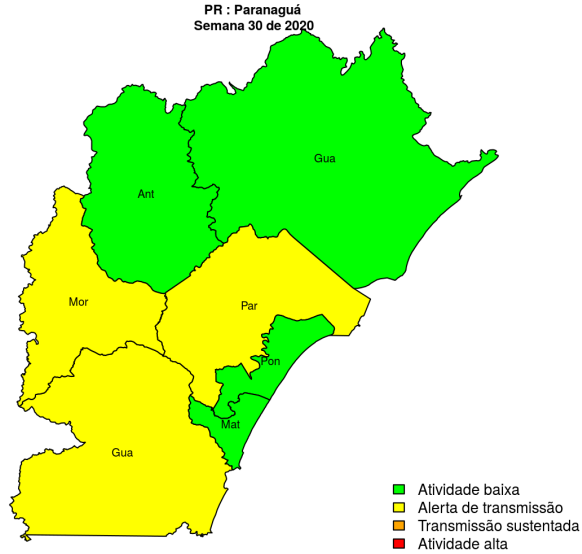 PR : Paranaguá
Semana 30 de 2020
Gua
Ant
Mor
Par
Pon
Mat
Gua
Atividade baixa
Alerta de transmissão
Transmissão sustentada
Atividade alta